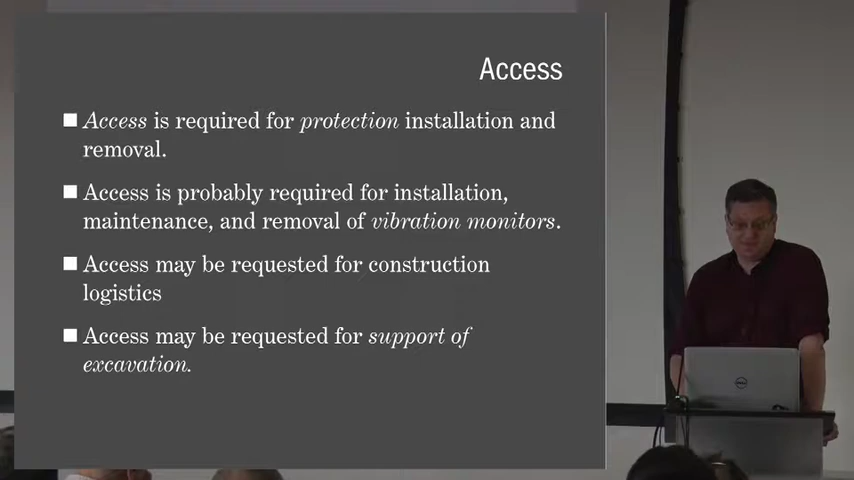 Access
Access is required for protection installation and
removal.
Access is probably required for installation,
maintenance, and removal of vibration monitors.
Access may be requested for construction
logistics
Access may be requested for support of
excavation.
DELL